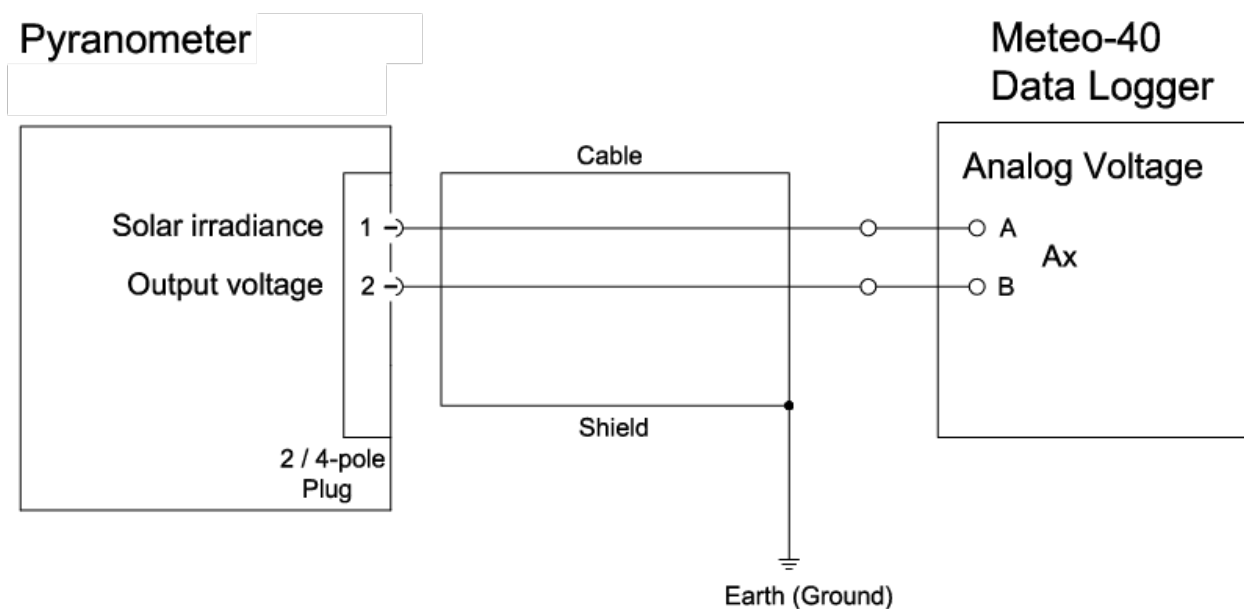 Pyranometer
Meteo-40
Data Logger
Cable
Analog Voltage
Solar irradiance
1
A
Ax
Output voltage
2
B
Shield
2 / 4-pole
Plug
Earth (Ground)